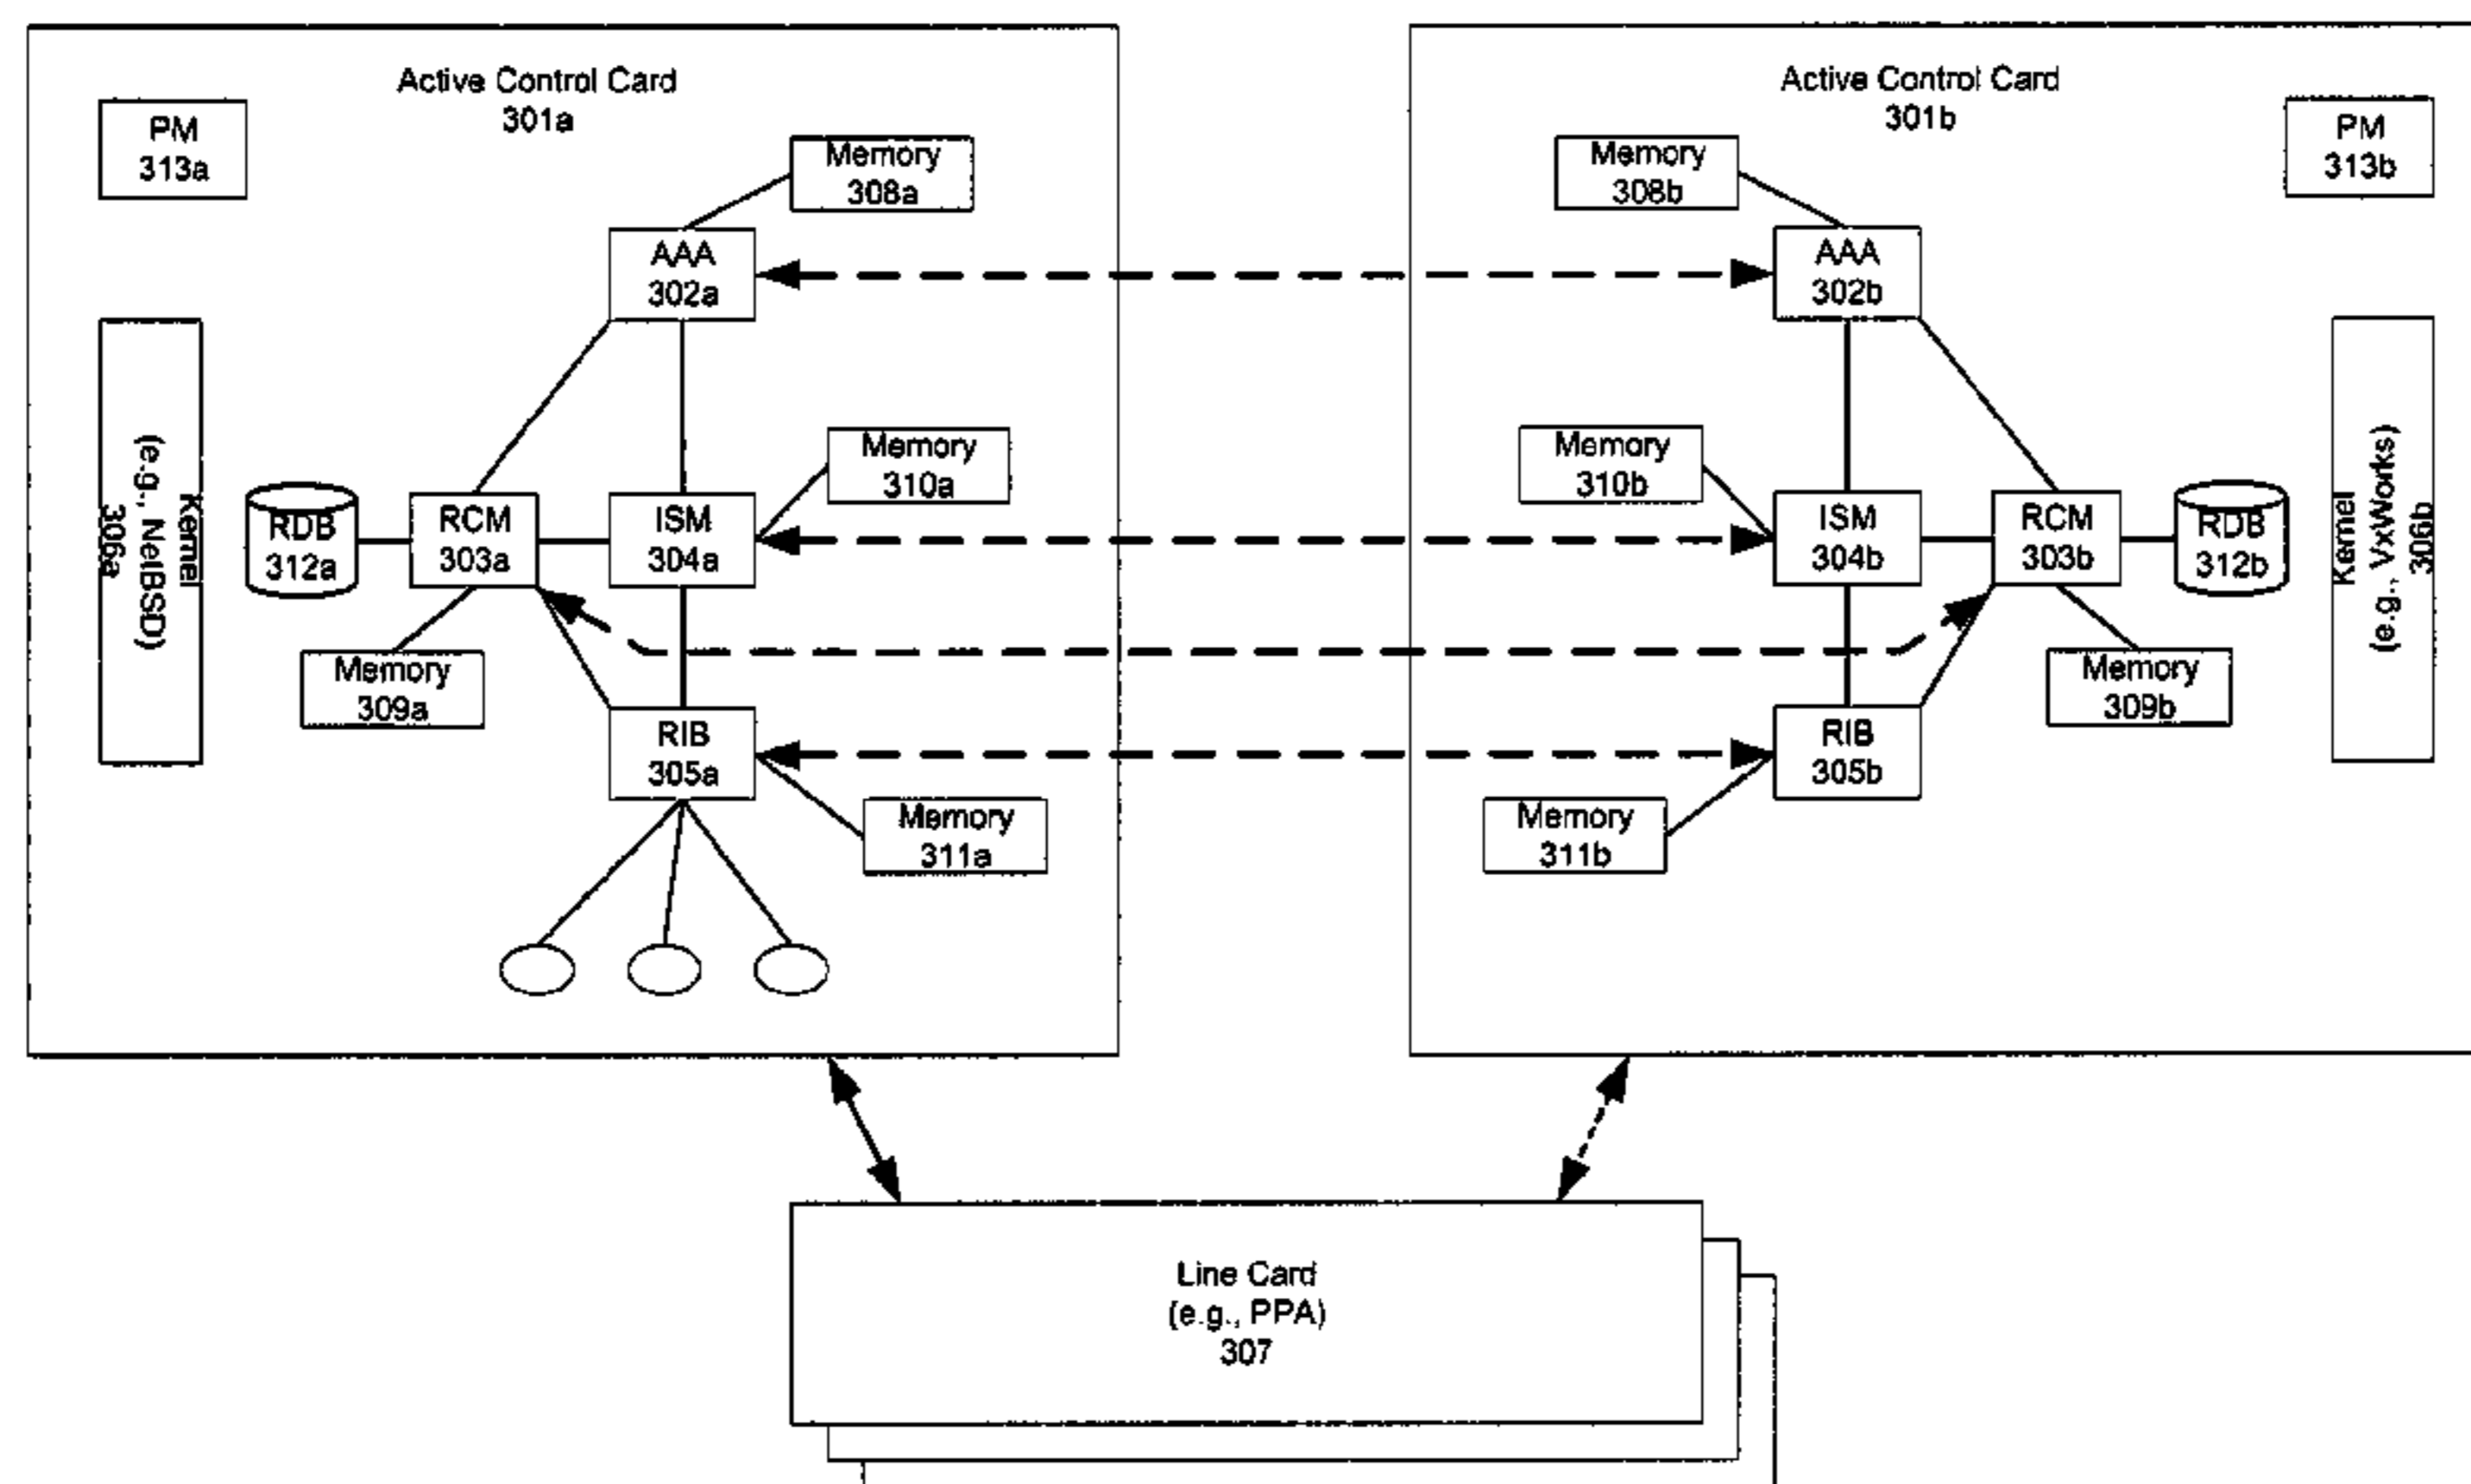 Active Control Card
301a
PM
313a
Memory
308a
AAA
302a
Kernel
(e.g., NetBSD)
306a
RDB
312a
RCM
303a
ISM
304a
Memory
310a
Memory
309a
RIB
305a
Memory
311a
Active Control Card
301b
PM
313b
Memory
308b
AAA
302b
Memory
310b
ISM
304b
RCM
303b
RDB
312b
Kernel
(e.g., VxWorks)
306b
Memory
309b
RIB
305b
Memory
311b
Line Card
(e.g., PPA)
307